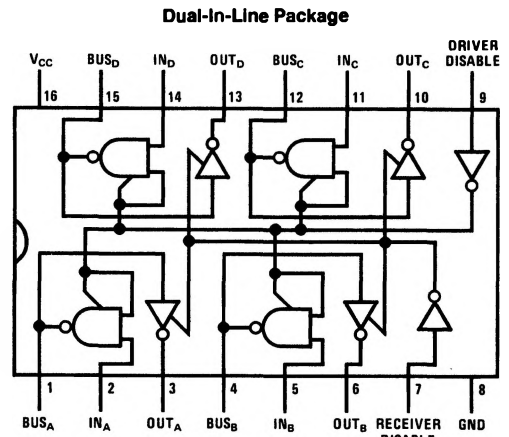 Dual-In-Line Package
VCC BUSD IND OUTD BUSC INC OUTC DRIVER DISABLE
16 15 14 13 12 11 10 9
1 2 3 4 5 6 7 8
BUSA INA OUTA BUSB INB OUTB RECEIVER GND